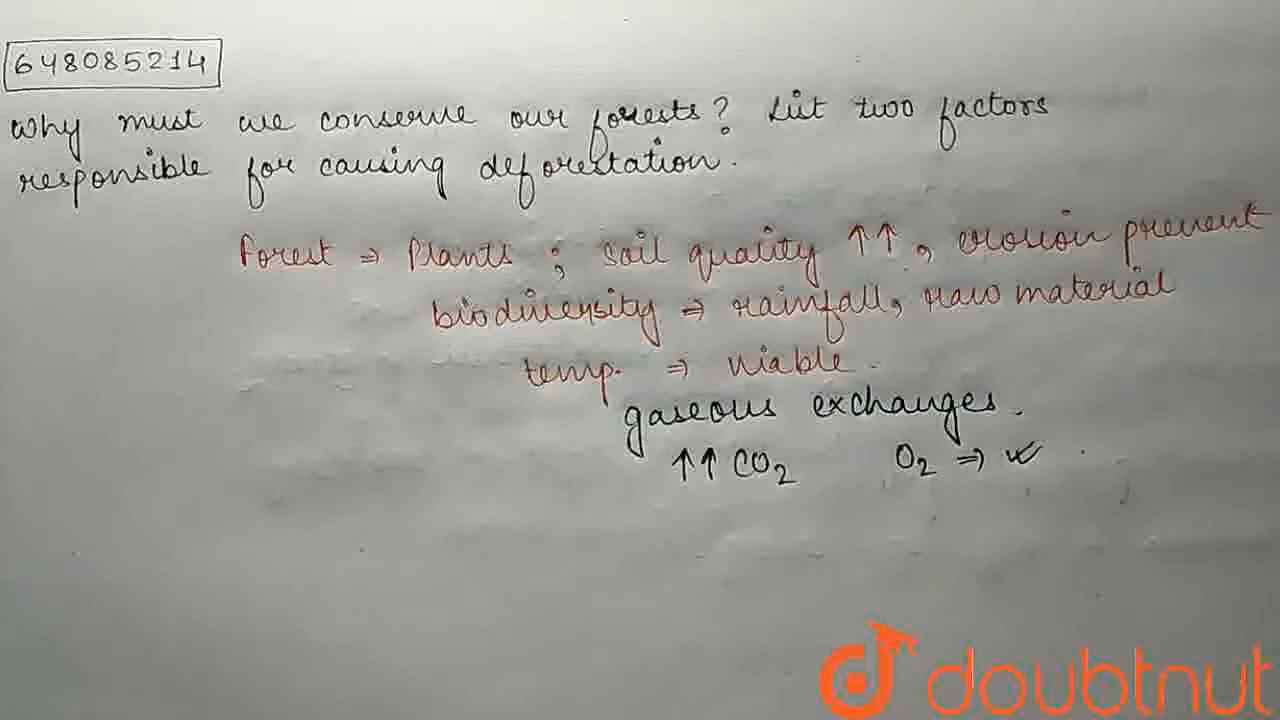 648085214
Why must we conserve our forests? List two factors
responsible for causing deforestation.
Forest ⇒ Plants ; soil quality ↑↑, erosion prevent
biodiversity ⇒ rainfall, raw material
temp. ⇒ viable.
gaseous exchanges.
↑↑ CO2 O2 ⇒ ✓
doubtnut